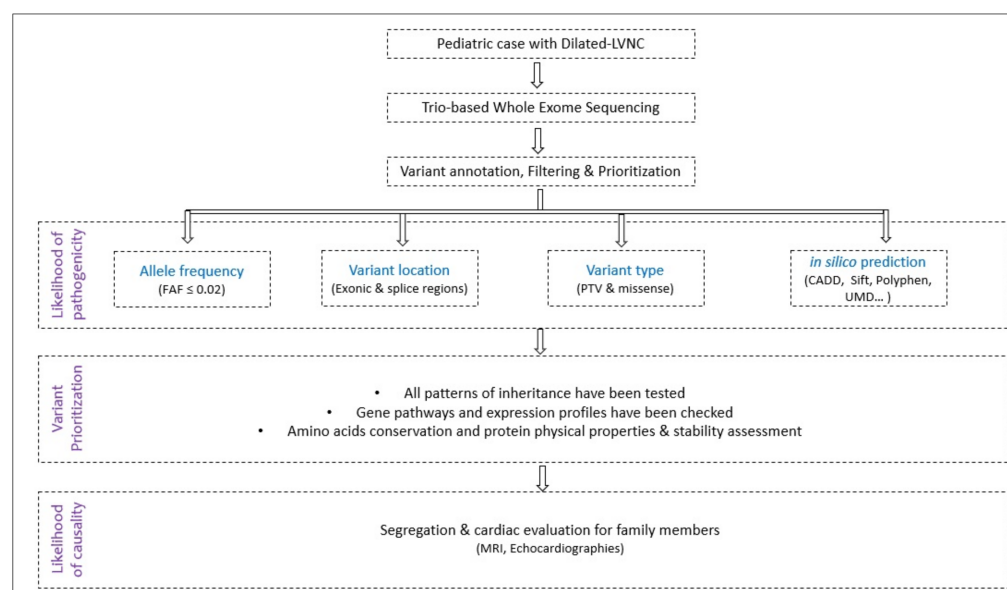 Pediatric case with Dilated-LVNC
Trio-based Whole Exome Sequencing
Variant annotation, Filtering & Prioritization
Likelihood of
pathogenicity
Allele frequency
(FAF ≤ 0.02)
Variant location
(Exonic & splice regions)
Variant type
(PTV & missense)
in silico prediction
(CADD, Sift, Polyphen,
UMD... )
Variant
Prioritization
• All patterns of inheritance have been tested
• Gene pathways and expression profiles have been checked
• Amino acids conservation and protein physical properties & stability assessment
Likelihood
of causality
Segregation & cardiac evaluation for family members
(MRI, Echocardiographies)